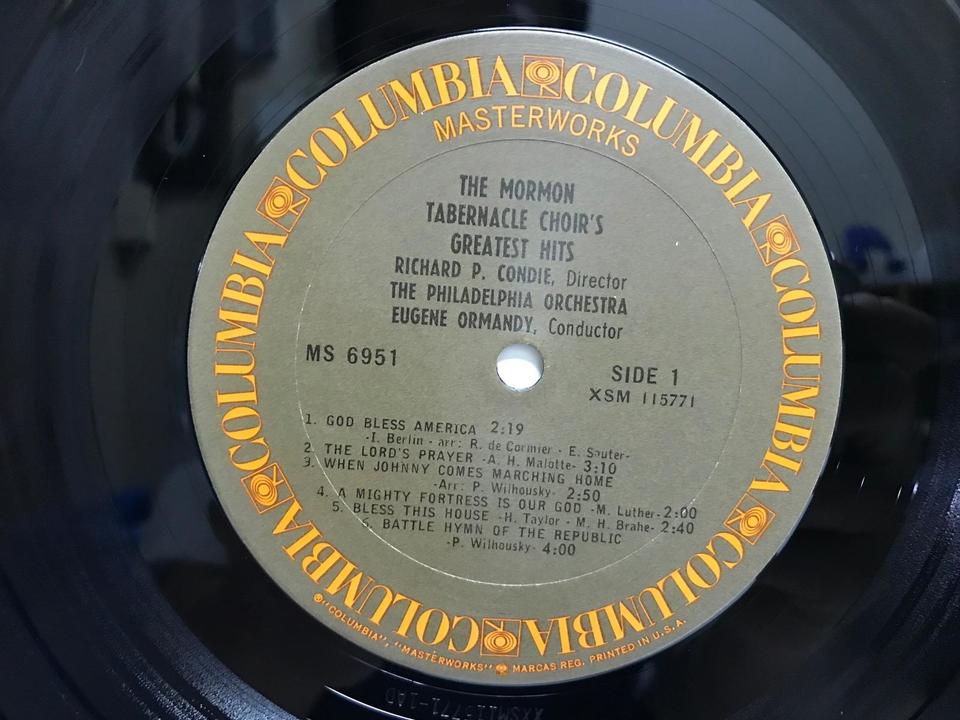 COLUMBIA COLUMBIA COLUMBIA COLUMBIA COLUMBIA COLUMBIA COLUMBIA COLUMBIA
MASTERWORKS
THE MORMON
TABERNACLE CHOIR'S
GREATEST HITS
RICHARD P. CONDIE, Director
THE PHILADELPHIA ORCHESTRA
EUGENE ORMANDY, Conductor
MS 6951
SIDE 1
XSM 115771
1. GOD BLESS AMERICA 2:19
-I. Berlin - arr: R. de Cormier - E. Sauter-
2. THE LORD'S PRAYER -A. H. Malotte- 3:10
3. WHEN JOHNNY COMES MARCHING HOME
-Arr: P. Wilhousky- 2:50
4. A MIGHTY FORTRESS IS OUR GOD -M. Luther- 2:00
5. BLESS THIS HOUSE -H. Taylor - M. H. Brahe- 2:40
6. BATTLE HYMN OF THE REPUBLIC
-P. Wilhousky- 4:00
℗"COLUMBIA", "MASTERWORKS" MARCAS REG. PRINTED IN U.S.A.